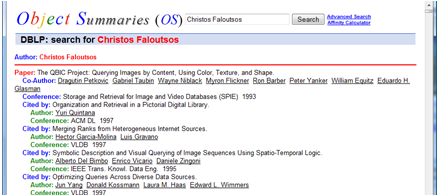 Object Summaries (OS) Christos Faloutsos Search Advanced Search
Affinity Calculator
DBLP: search for Christos Faloutsos
Author: Christos Faloutsos
Paper: The QBIC Project: Querying Images by Content, Using Color, Texture, and Shape.
Co-Author: Dragutin Petkovic Gabriel Taubin Wayne Niblack Myron Flickner Ron Barber Peter Yanker William Equitz Eduardo H.
Glasman
Conference: Storage and Retrieval for Image and Video Databases (SPIE) 1993
Cited by: Organization and Retrieval in a Pictorial Digital Library.
Author: Yuri Quintana
Conference: ACM DL 1997
Cited by: Merging Ranks from Heterogeneous Internet Sources.
Author: Hector Garcia-Molina Luis Gravano
Conference: VLDB 1997
Cited by: Symbolic Description and Visual Querying of Image Sequences Using Spatio-Temporal Logic.
Author: Alberto Del Bimbo Enrico Vicario Daniele Zingoni
Conference: IEEE Trans. Knowl. Data Eng. 1995
Cited by: Optimizing Queries Across Diverse Data Sources.
Author: Jun Yang Donald Kossmann Laura M. Haas Edward L. Wimmers
Conference: VLDB 1997